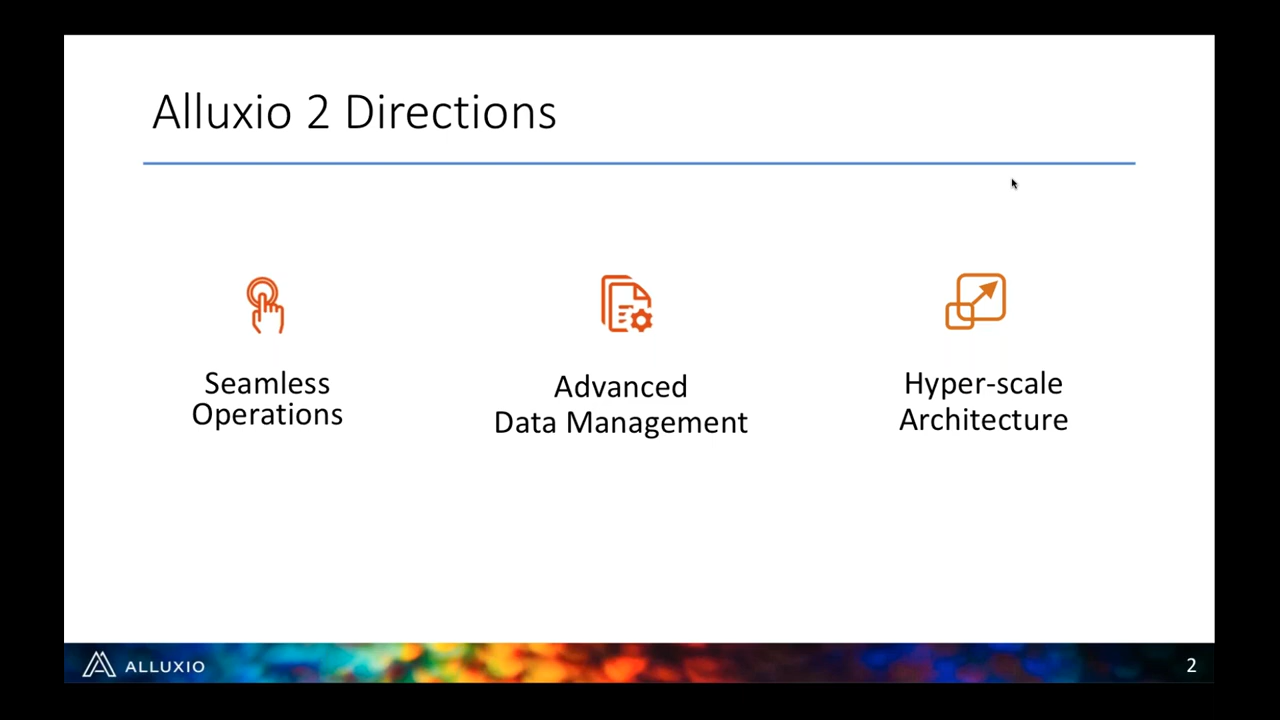 Alluxio 2 Directions
Seamless
Operations
Advanced
Data Management
Hyper-scale
Architecture
ALLUXIO
2